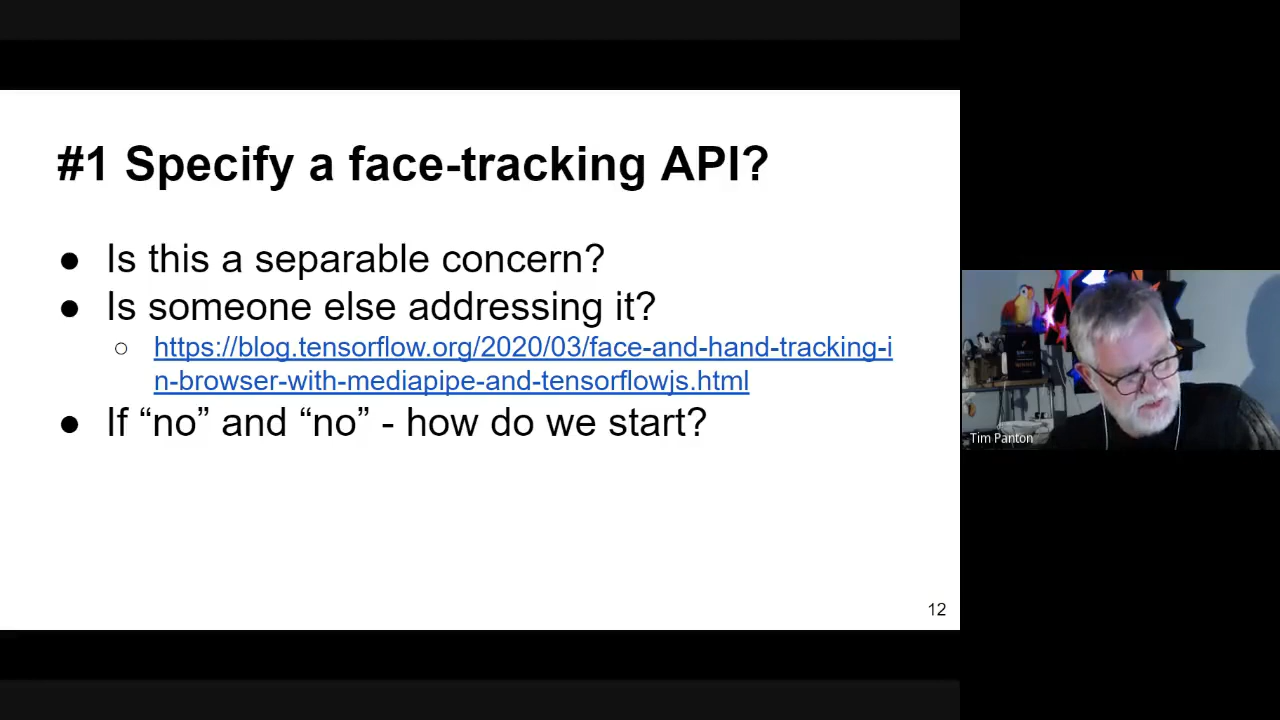 #1 Specify a face-tracking API?
● Is this a separable concern?
● Is someone else addressing it?
○ https://blog.tensorflow.org/2020/03/face-and-hand-tracking-i
n-browser-with-mediapipe-and-tensorflowjs.html
● If “no” and “no” - how do we start?
12
Tim Panton